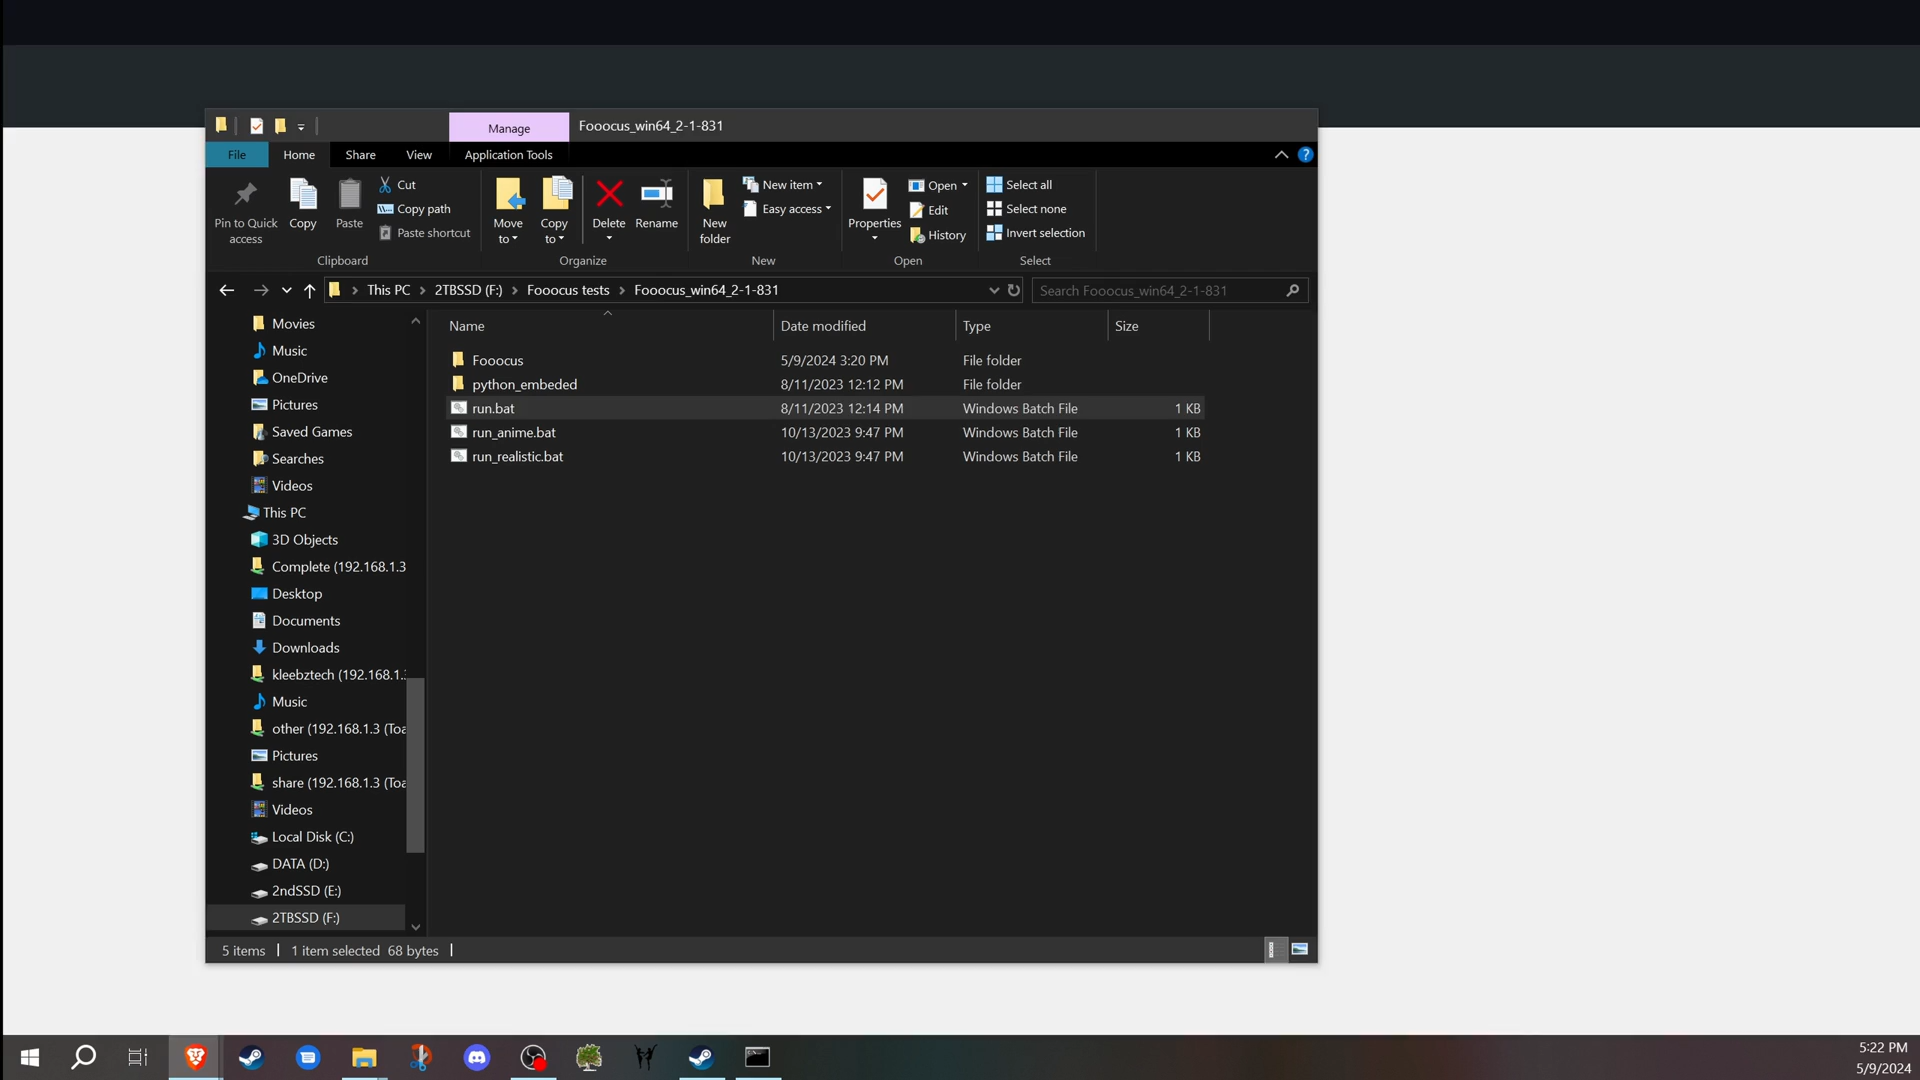 Manage
Fooocus_win64_2-1-831
File
Home
Share
View
Application Tools
Pin to Quick access
Copy
Paste
Cut
Copy path
Paste shortcut
Clipboard
Move to
Copy to
Delete
Rename
Organize
New folder
New item
Easy access
New
Properties
Open
Edit
History
Open
Select all
Select none
Invert selection
Select
This PC
2TBSSD (F:)
Fooocus tests
Fooocus_win64_2-1-831
Search Fooocus_win64_2-1-831
Movies
Music
OneDrive
Pictures
Saved Games
Searches
Videos
This PC
3D Objects
Complete (192.168.1.3
Desktop
Documents
Downloads
kleebztech (192.168.1.3
Music
other (192.168.1.3 (Toa
Pictures
share (192.168.1.3 (Toa
Videos
Local Disk (C:)
DATA (D:)
2ndSSD (E:)
2TBSSD (F:)
Name Date modified Type Size
Fooocus 5/9/2024 3:20 PM File folder
python_embeded 8/11/2023 12:12 PM File folder
run.bat 8/11/2023 12:14 PM Windows Batch File 1 KB
run_anime.bat 10/13/2023 9:47 PM Windows Batch File 1 KB
run_realistic.bat 10/13/2023 9:47 PM Windows Batch File 1 KB
5 items 1 item selected 68 bytes
5:22 PM
5/9/2024